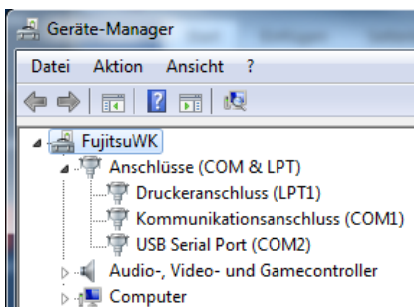 Geräte-Manager
Datei Aktion Ansicht ?
FujitsuWK
Anschlüsse (COM & LPT)
Druckeranschluss (LPT1)
Kommunikationsanschluss (COM1)
USB Serial Port (COM2)
Audio-, Video- und Gamecontroller
Computer